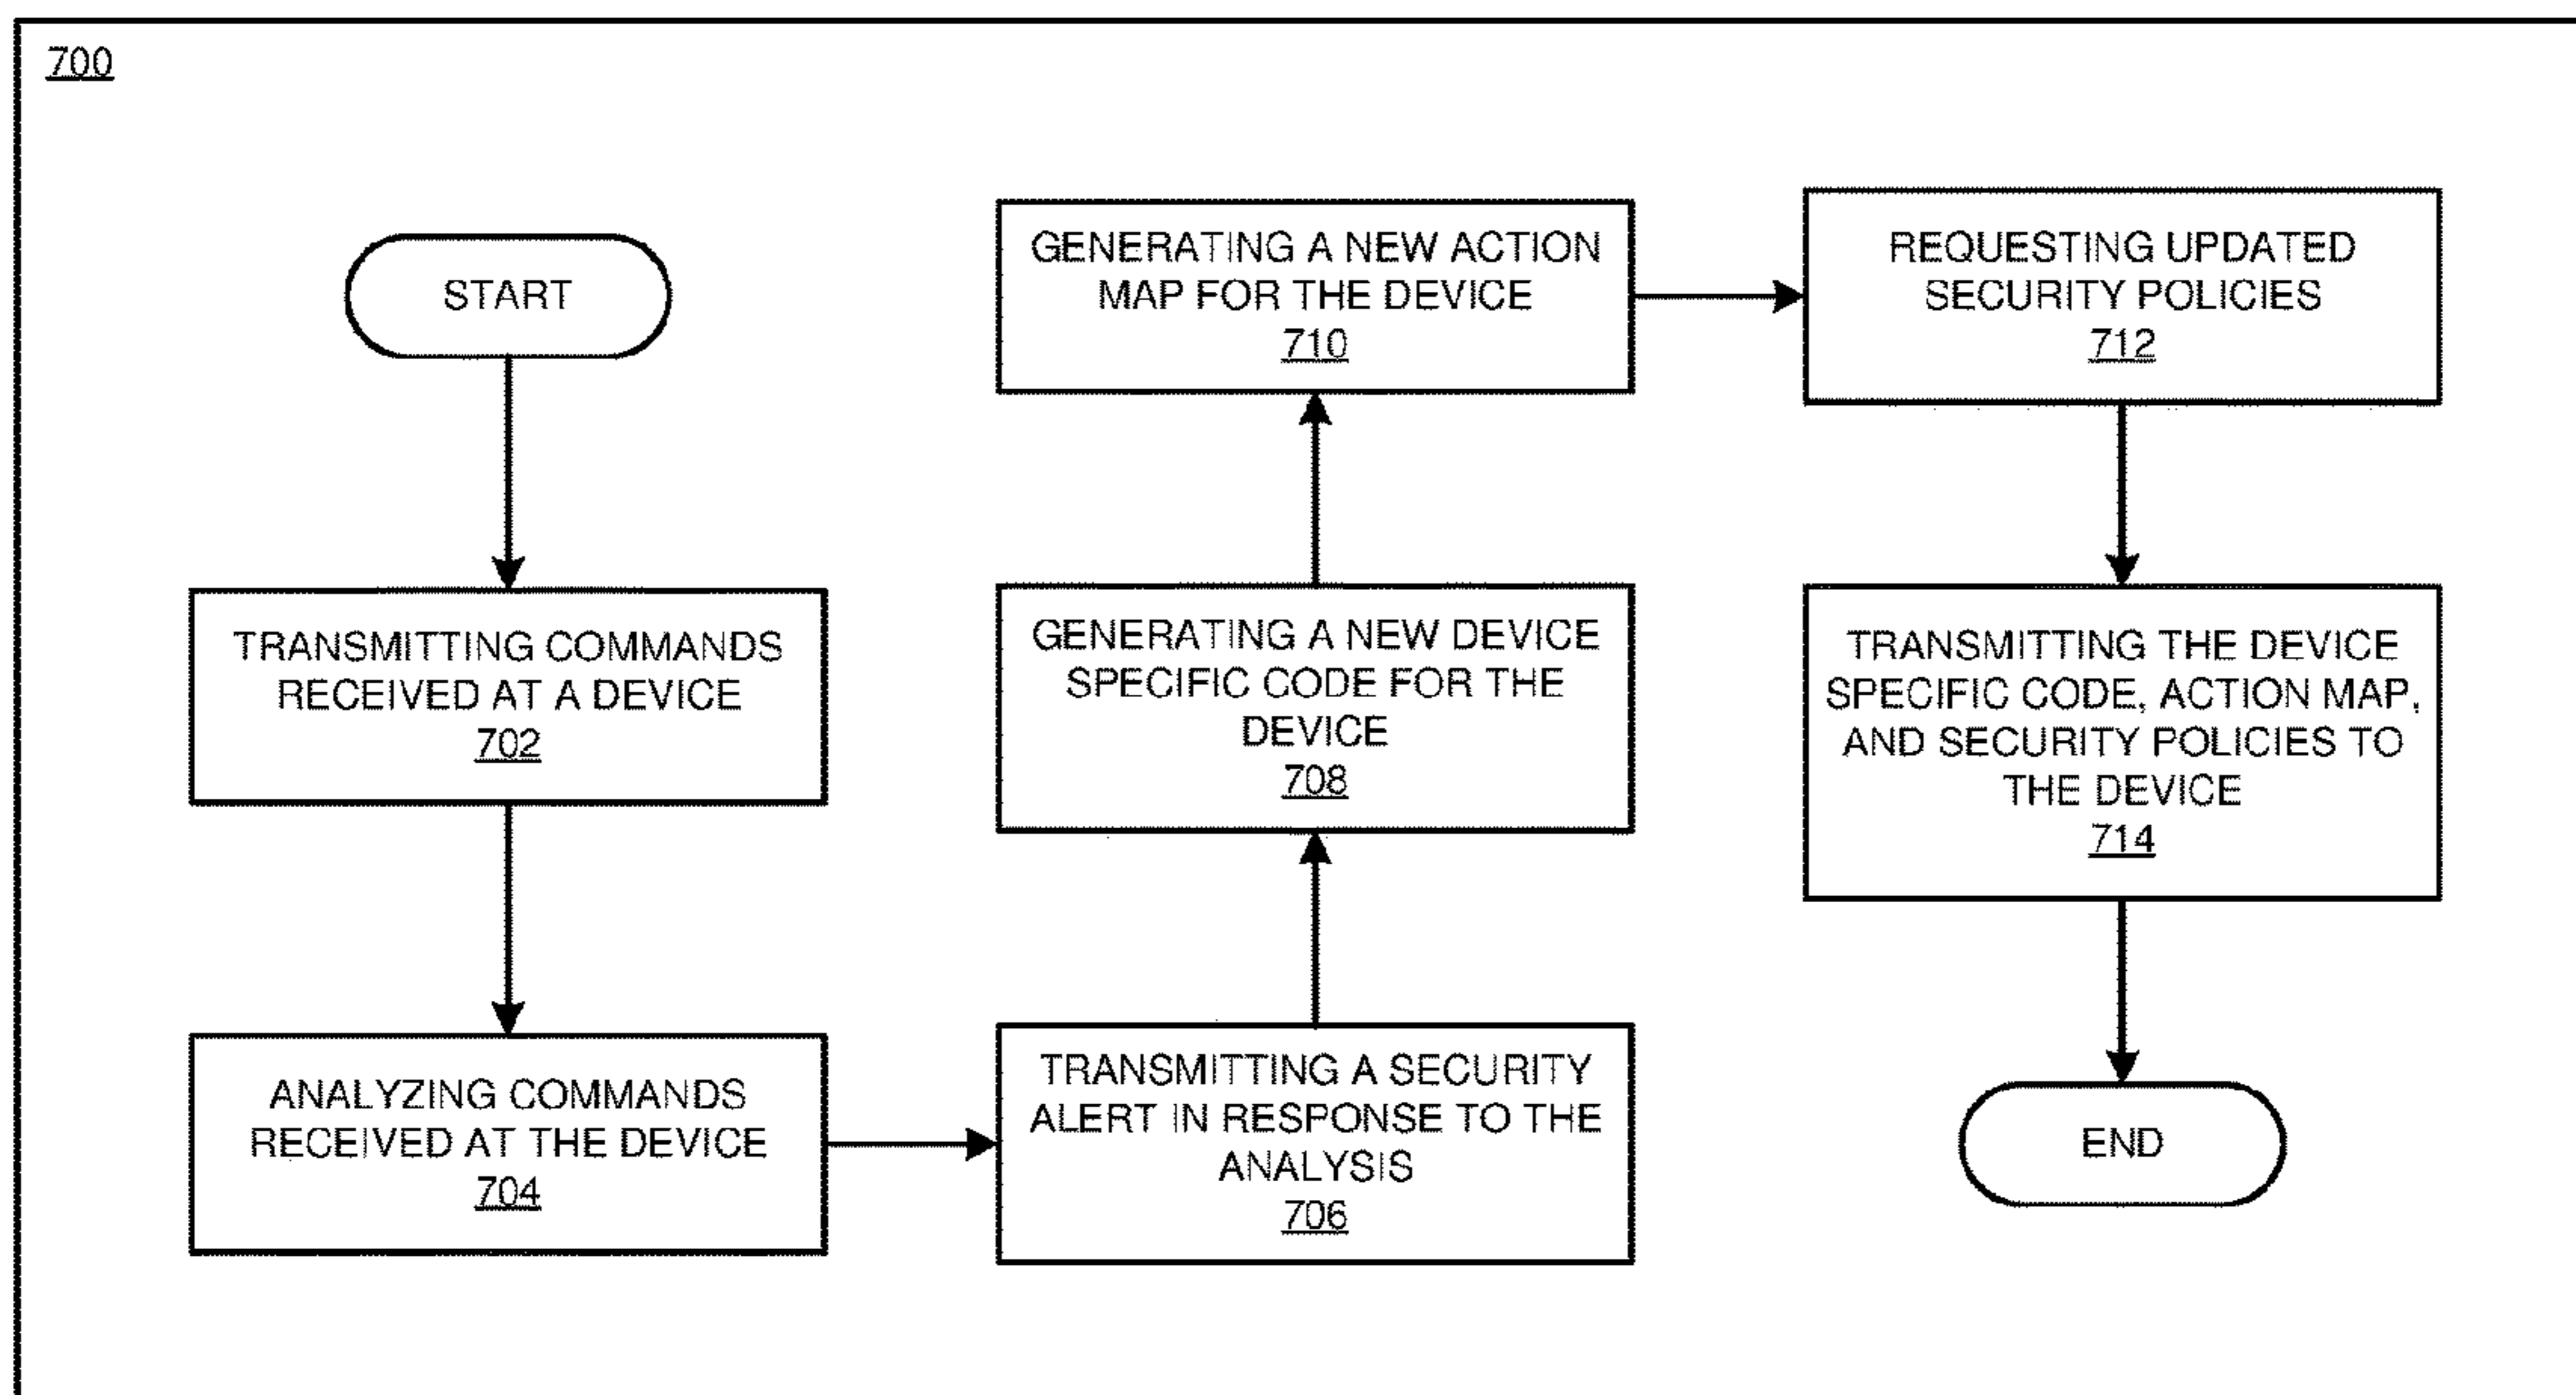 700
START
TRANSMITTING COMMANDS
RECEIVED AT A DEVICE
702
ANALYZING COMMANDS
RECEIVED AT THE DEVICE
704
TRANSMITTING A SECURITY
ALERT IN RESPONSE TO THE
ANALYSIS
706
GENERATING A NEW DEVICE
SPECIFIC CODE FOR THE
DEVICE
708
GENERATING A NEW ACTION
MAP FOR THE DEVICE
710
REQUESTING UPDATED
SECURITY POLICIES
712
TRANSMITTING THE DEVICE
SPECIFIC CODE, ACTION MAP,
AND SECURITY POLICIES TO
THE DEVICE
714
END